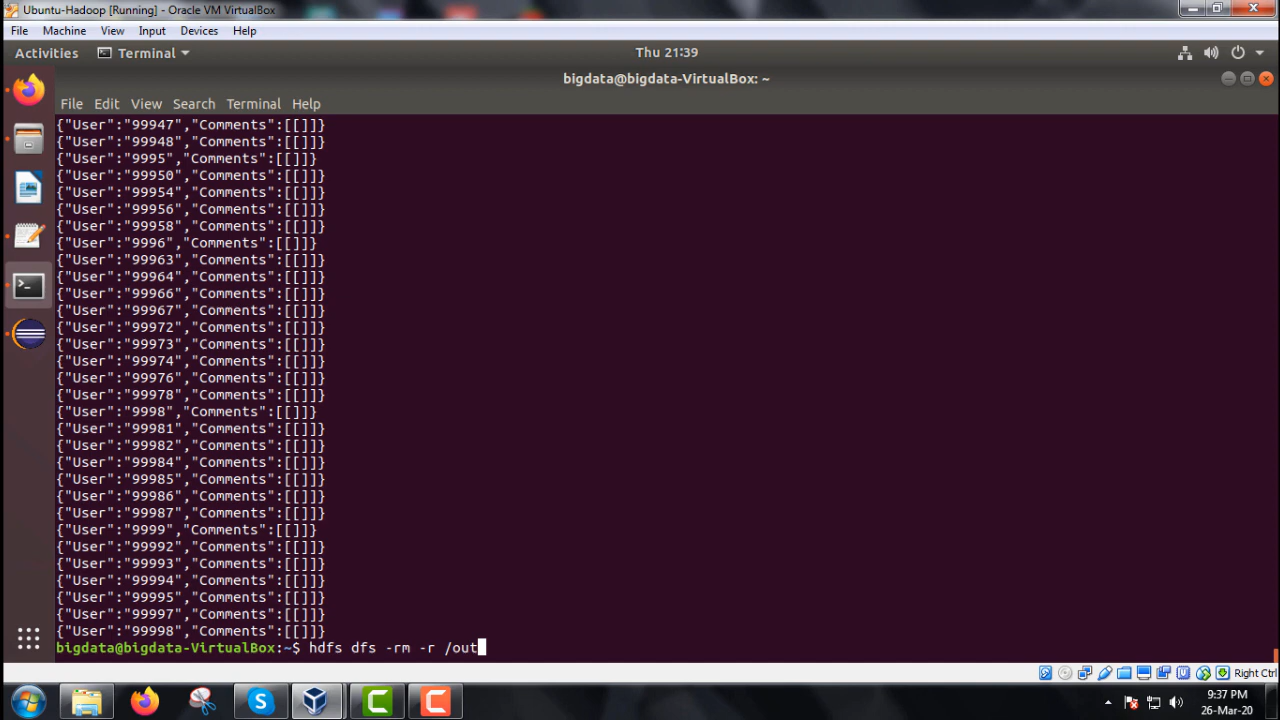 Ubuntu-Hadoop [Running] - Oracle VM VirtualBox
File Machine View Input Devices Help
Activities Terminal Thu 21:39
bigdata@bigdata-VirtualBox: ~
File Edit View Search Terminal Help
{"User":"99947","Comments":[[]]}
{"User":"99948","Comments":[[]]}
{"User":"9995","Comments":[[]]}
{"User":"99950","Comments":[[]]}
{"User":"99954","Comments":[[]]}
{"User":"99956","Comments":[[]]}
{"User":"99958","Comments":[[]]}
{"User":"9996","Comments":[[]]}
{"User":"99963","Comments":[[]]}
{"User":"99964","Comments":[[]]}
{"User":"99966","Comments":[[]]}
{"User":"99967","Comments":[[]]}
{"User":"99972","Comments":[[]]}
{"User":"99973","Comments":[[]]}
{"User":"99974","Comments":[[]]}
{"User":"99976","Comments":[[]]}
{"User":"99978","Comments":[[]]}
{"User":"9998","Comments":[[]]}
{"User":"99981","Comments":[[]]}
{"User":"99982","Comments":[[]]}
{"User":"99984","Comments":[[]]}
{"User":"99985","Comments":[[]]}
{"User":"99986","Comments":[[]]}
{"User":"99987","Comments":[[]]}
{"User":"9999","Comments":[[]]}
{"User":"99992","Comments":[[]]}
{"User":"99993","Comments":[[]]}
{"User":"99994","Comments":[[]]}
{"User":"99995","Comments":[[]]}
{"User":"99997","Comments":[[]]}
{"User":"99998","Comments":[[]]}
bigdata@bigdata-VirtualBox:~$ hdfs dfs -rm -r /out
Right Ctrl
9:37 PM
26-Mar-20